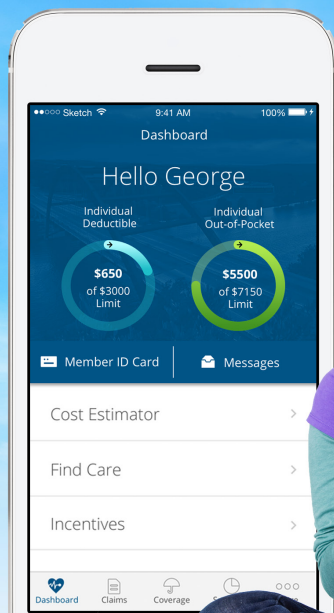 Sketch 9:41 AM 100%
Dashboard
Hello George
Individual
Deductible
Individual
Out-of-Pocket
$650
of $3000
Limit
$5500
of $7150
Limit
Member ID Card
Messages
Cost Estimator
Find Care
Incentives
Dashboard
Claims
Coverage